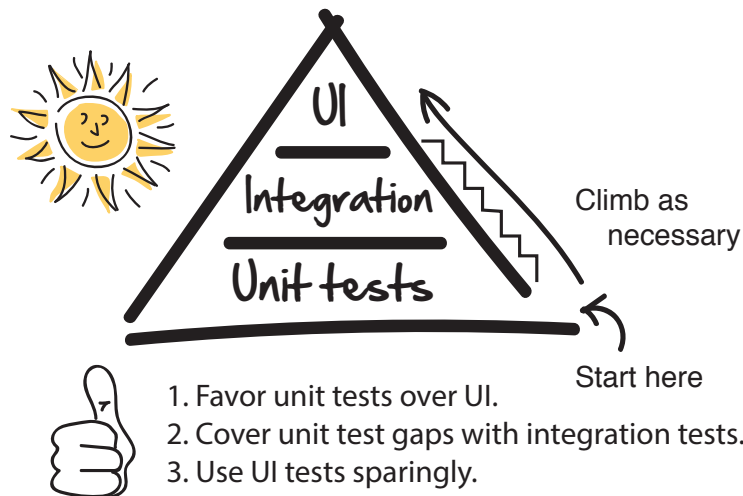 UI
Integration
Unit tests
Climb as
necessary
Start here
1. Favor unit tests over UI.
2. Cover unit test gaps with integration tests.
3. Use UI tests sparingly.